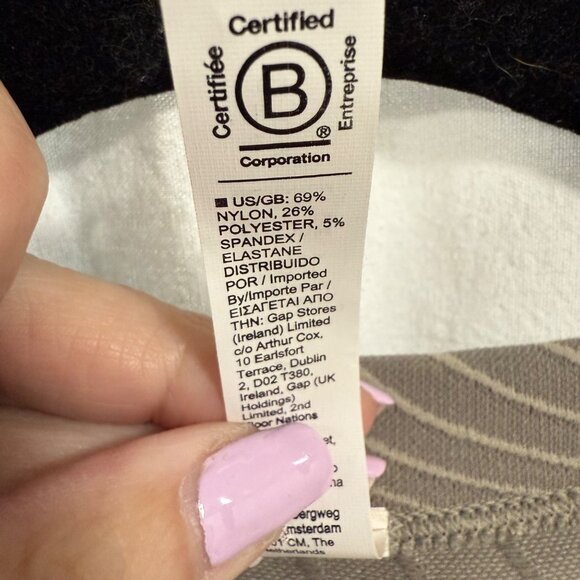 Certified
Certifiée
B
Entreprise
®
Corporation
US/GB: 69%
NYLON, 26%
POLYESTER, 5%
SPANDEX /
ELASTANE
DISTRIBUIDO
POR / Imported
By/Importe Par /
ΕΙΣΑΓΕΤΑΙ ΑΠΟ
ΤΗΝ: Gap Stores
(Ireland) Limited
c/o Arthur Cox,
10 Earlsfort
Terrace, Dublin
2, D02 T380,
Ireland, Gap (UK
Holdings)
Limited, 2nd
Floor Nations